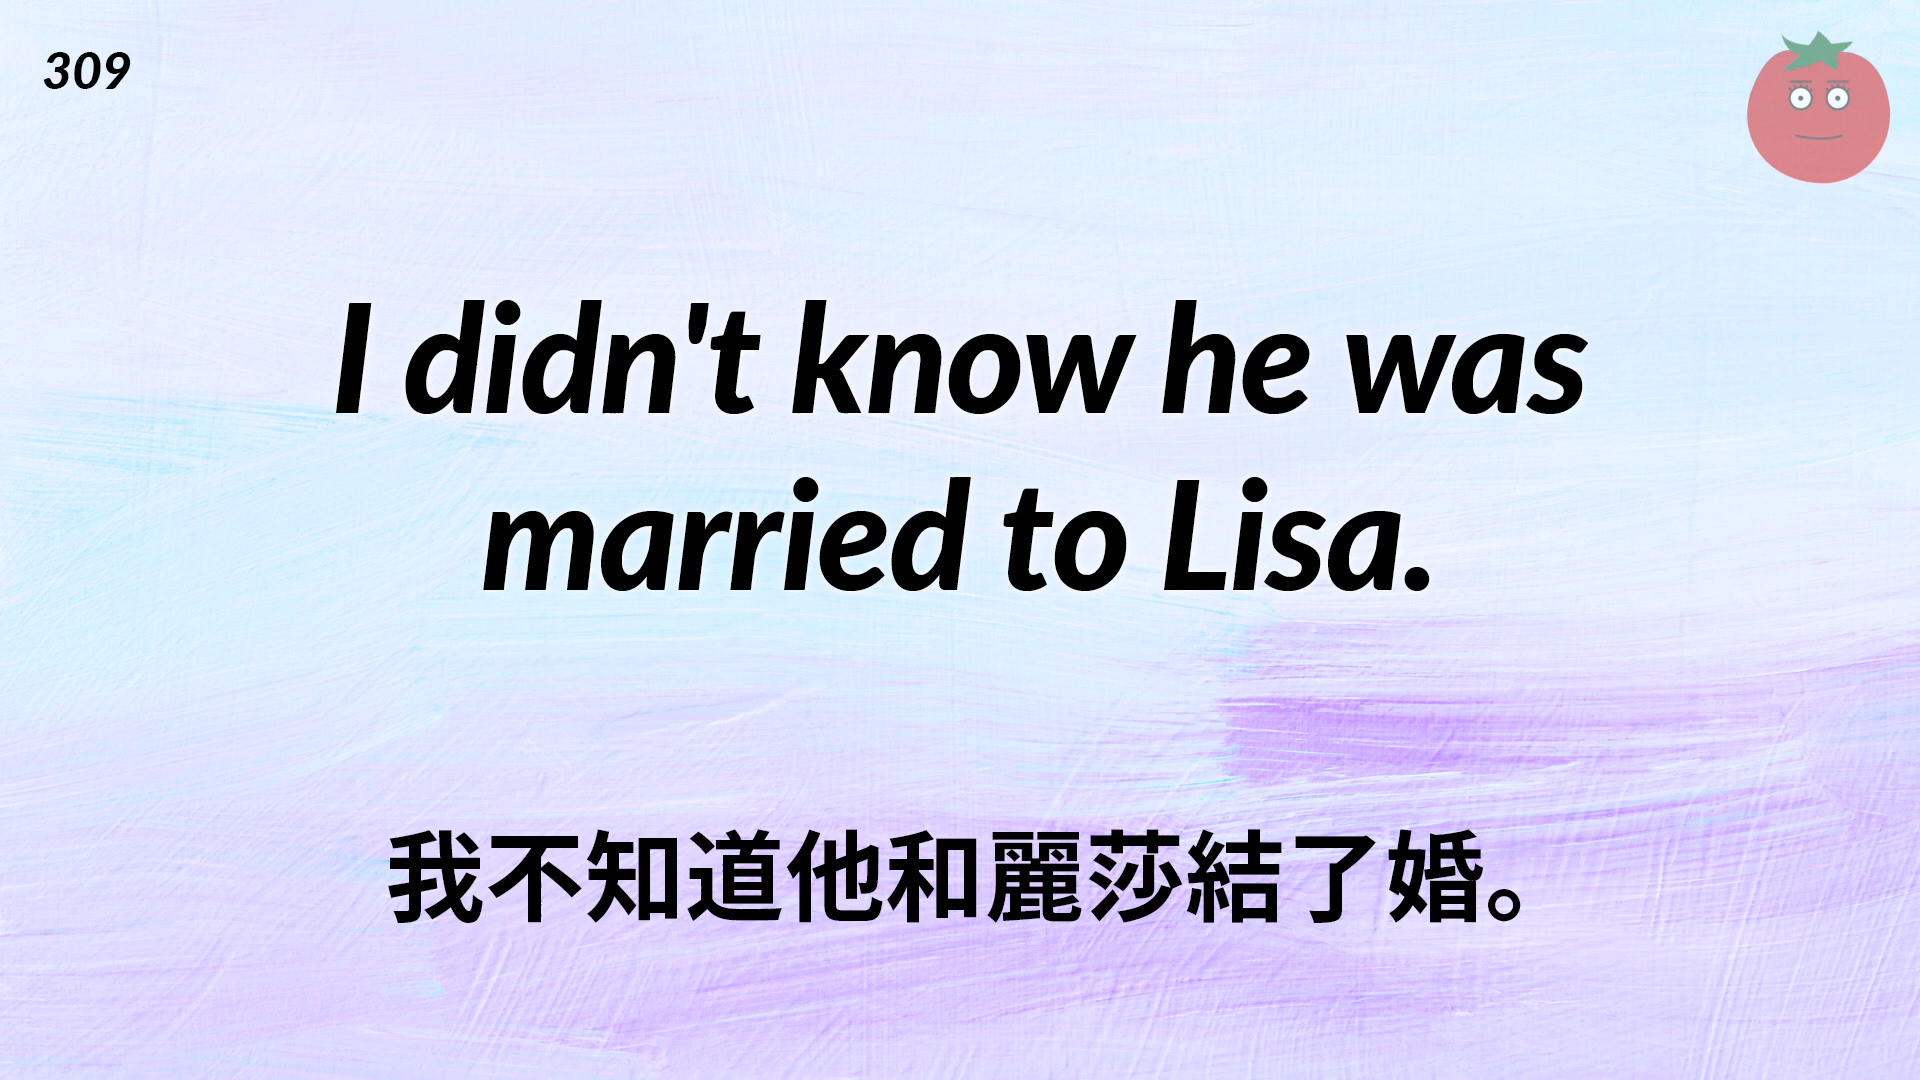 309
I didn't know he was
married to Lisa.
我不知道他和麗莎結了婚。